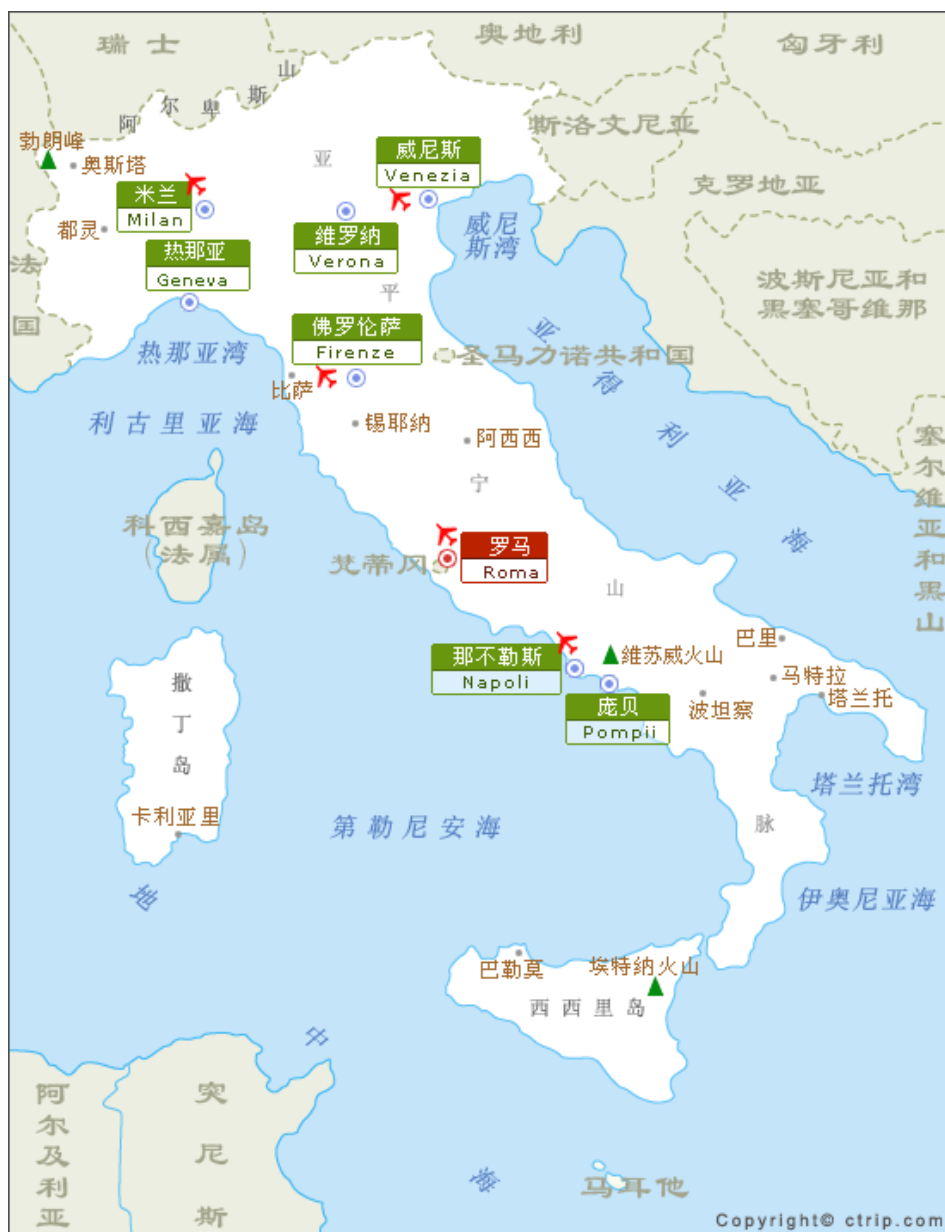 瑞士
奥地利
匈牙利
阿尔卑斯山
斯洛文尼亚
勃朗峰
奥斯塔
米兰
Milan
威尼斯
Venezia
克罗地亚
都灵
维罗纳
Verona
威尼
斯湾
热那亚
Geneva
法国
波斯尼亚和
黑塞哥维那
亚平宁山脉
佛罗伦萨
Firenze
热那亚湾
圣马力诺共和国
比萨
亚得利亚海
利古里亚海
锡耶纳
阿西西
塞尔维亚和黑山
科西嘉岛
(法属)
梵蒂冈
罗马
Roma
那不勒斯
Napoli
维苏威火山
巴里
马特拉
塔兰托
波坦察
庞贝
Pompii
撒丁岛
塔兰托湾
卡利亚里
第勒尼安海
伊奥尼亚海
地中海
巴勒莫
埃特纳火山
西西里岛
阿尔及利亚
突尼斯
马耳他
Copyright© ctrip.com